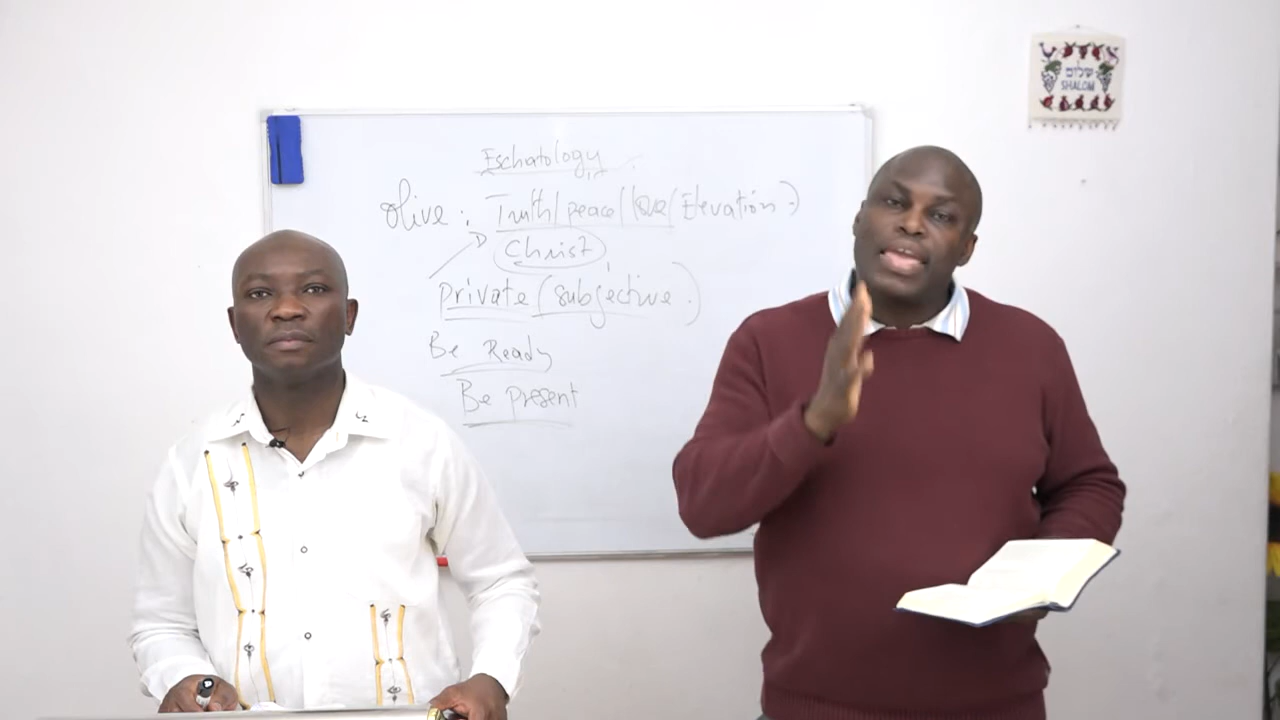 Eschatology
Olive : Truth/peace/love/Elevation.)
Christ
private (subjective.)
Be Ready
Be present
שלום
SHALOM